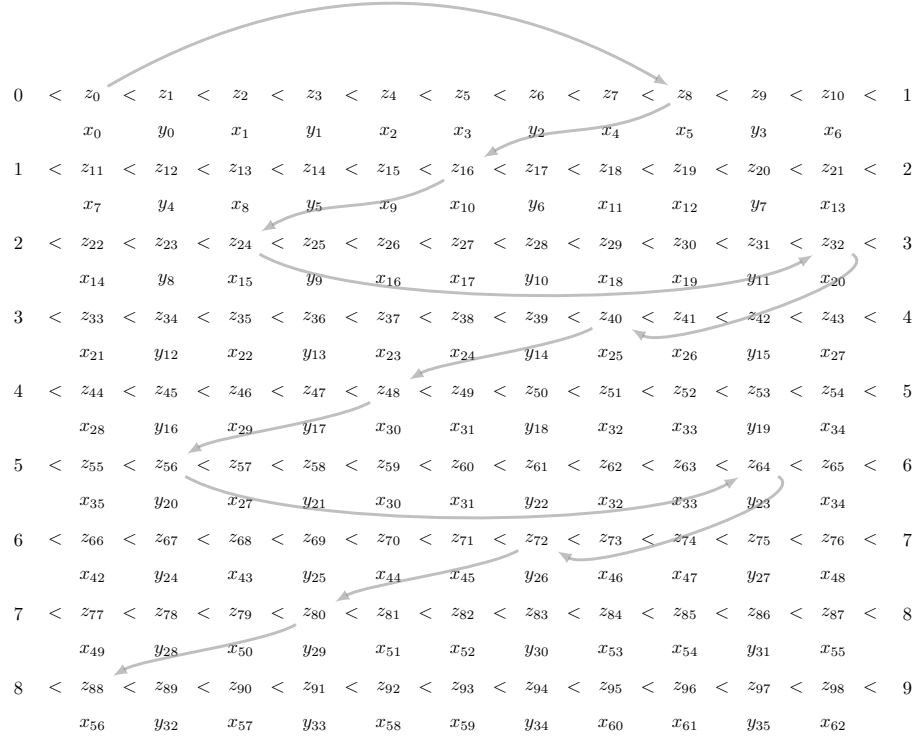 0 < z₀ < z₁ < z₂ < z₃ < z₄ < z₅ < z₆ < z₇ < z₈ < z₉ < z₁₀ < 1
x₀ y₀ x₁ y₁ x₂ x₃ y₂ x₄ x₅ y₃ x₆
1 < z₁₁ < z₁₂ < z₁₃ < z₁₄ < z₁₅ < z₁₆ < z₁₇ < z₁₈ < z₁₉ < z₂₀ < z₂₁ < 2
x₇ y₄ x₈ y₅ x₉ x₁₀ y₆ x₁₁ x₁₂ y₇ x₁₃
2 < z₂₂ < z₂₃ < z₂₄ < z₂₅ < z₂₆ < z₂₇ < z₂₈ < z₂₉ < z₃₀ < z₃₁ < z₃₂ < 3
x₁₄ y₈ x₁₅ y₉ x₁₆ x₁₇ y₁₀ x₁₈ x₁₉ y₁₁ x₂₀
3 < z₃₃ < z₃₄ < z₃₅ < z₃₆ < z₃₇ < z₃₈ < z₃₉ < z₄₀ < z₄₁ < z₄₂ < z₄₃ < 4
x₂₁ y₁₂ x₂₂ y₁₃ x₂₃ x₂₄ y₁₄ x₂₅ x₂₆ y₁₅ x₂₇
4 < z₄₄ < z₄₅ < z₄₆ < z₄₇ < z₄₈ < z₄₉ < z₅₀ < z₅₁ < z₅₂ < z₅₃ < z₅₄ < 5
x₂₈ y₁₆ x₂₉ y₁₇ x₃₀ x₃₁ y₁₈ x₃₂ x₃₃ y₁₉ x₃₄
5 < z₅₅ < z₅₆ < z₅₇ < z₅₈ < z₅₉ < z₆₀ < z₆₁ < z₆₂ < z₆₃ < z₆₄ < z₆₅ < 6
x₃₅ y₂₀ x₂₇ y₂₁ x₃₀ x₃₁ y₂₂ x₃₂ x₃₃ y₂₃ x₃₄
6 < z₆₆ < z₆₇ < z₆₈ < z₆₉ < z₇₀ < z₇₁ < z₇₂ < z₇₃ < z₇₄ < z₇₅ < z₇₆ < 7
x₄₂ y₂₄ x₄₃ y₂₅ x₄₄ x₄₅ y₂₆ x₄₆ x₄₇ y₂₇ x₄₈
7 < z₇₇ < z₇₈ < z₇₉ < z₈₀ < z₈₁ < z₈₂ < z₈₃ < z₈₄ < z₈₅ < z₈₆ < z₈₇ < 8
x₄₉ y₂₈ x₅₀ y₂₉ x₅₁ x₅₂ y₃₀ x₅₃ x₅₄ y₃₁ x₅₅
8 < z₈₈ < z₈₉ < z₉₀ < z₉₁ < z₉₂ < z₉₃ < z₉₄ < z₉₅ < z₉₆ < z₉₇ < z₉₈ < 9
x₅₆ y₃₂ x₅₇ y₃₃ x₅₈ x₅₉ y₃₄ x₆₀ x₆₁ y₃₅ x₆₂